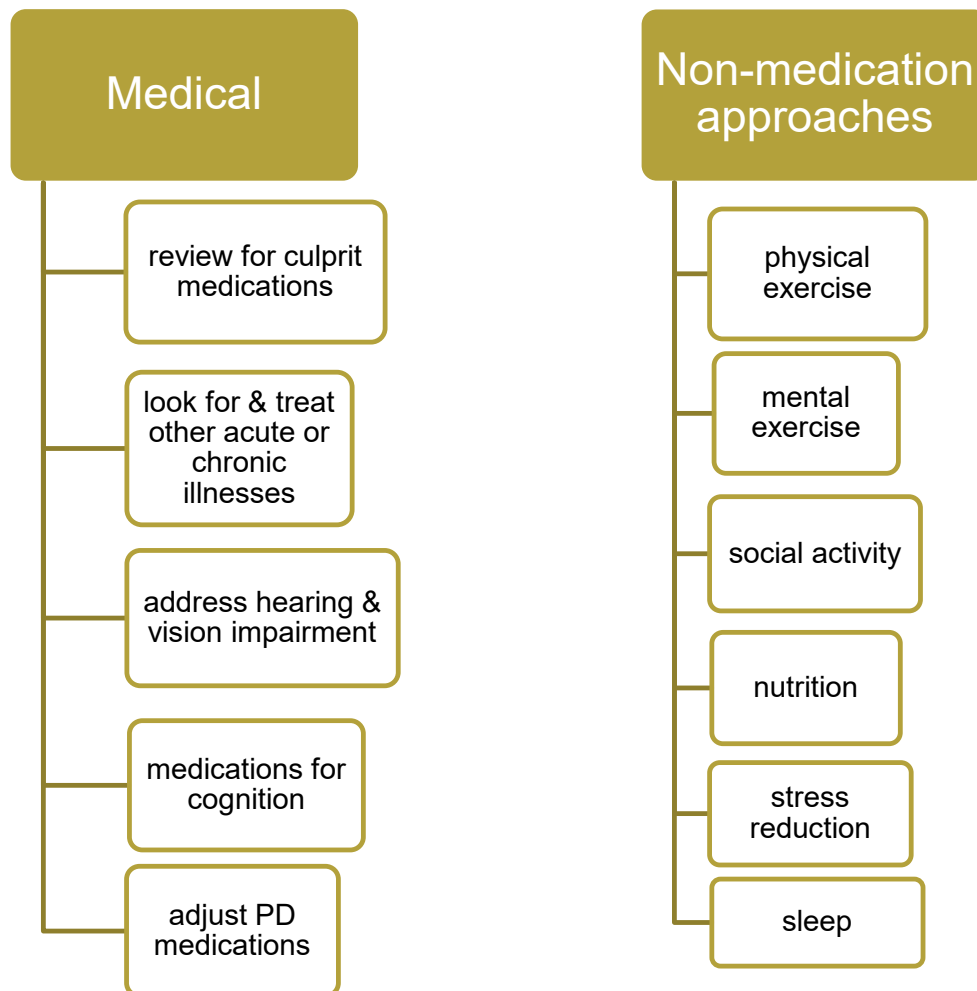 Medical
review for culprit
medications
look for & treat
other acute or
chronic
illnesses
address hearing &
vision impairment
medications for
cognition
adjust PD
medications
Non-medication
approaches
physical
exercise
mental
exercise
social activity
nutrition
stress
reduction
sleep